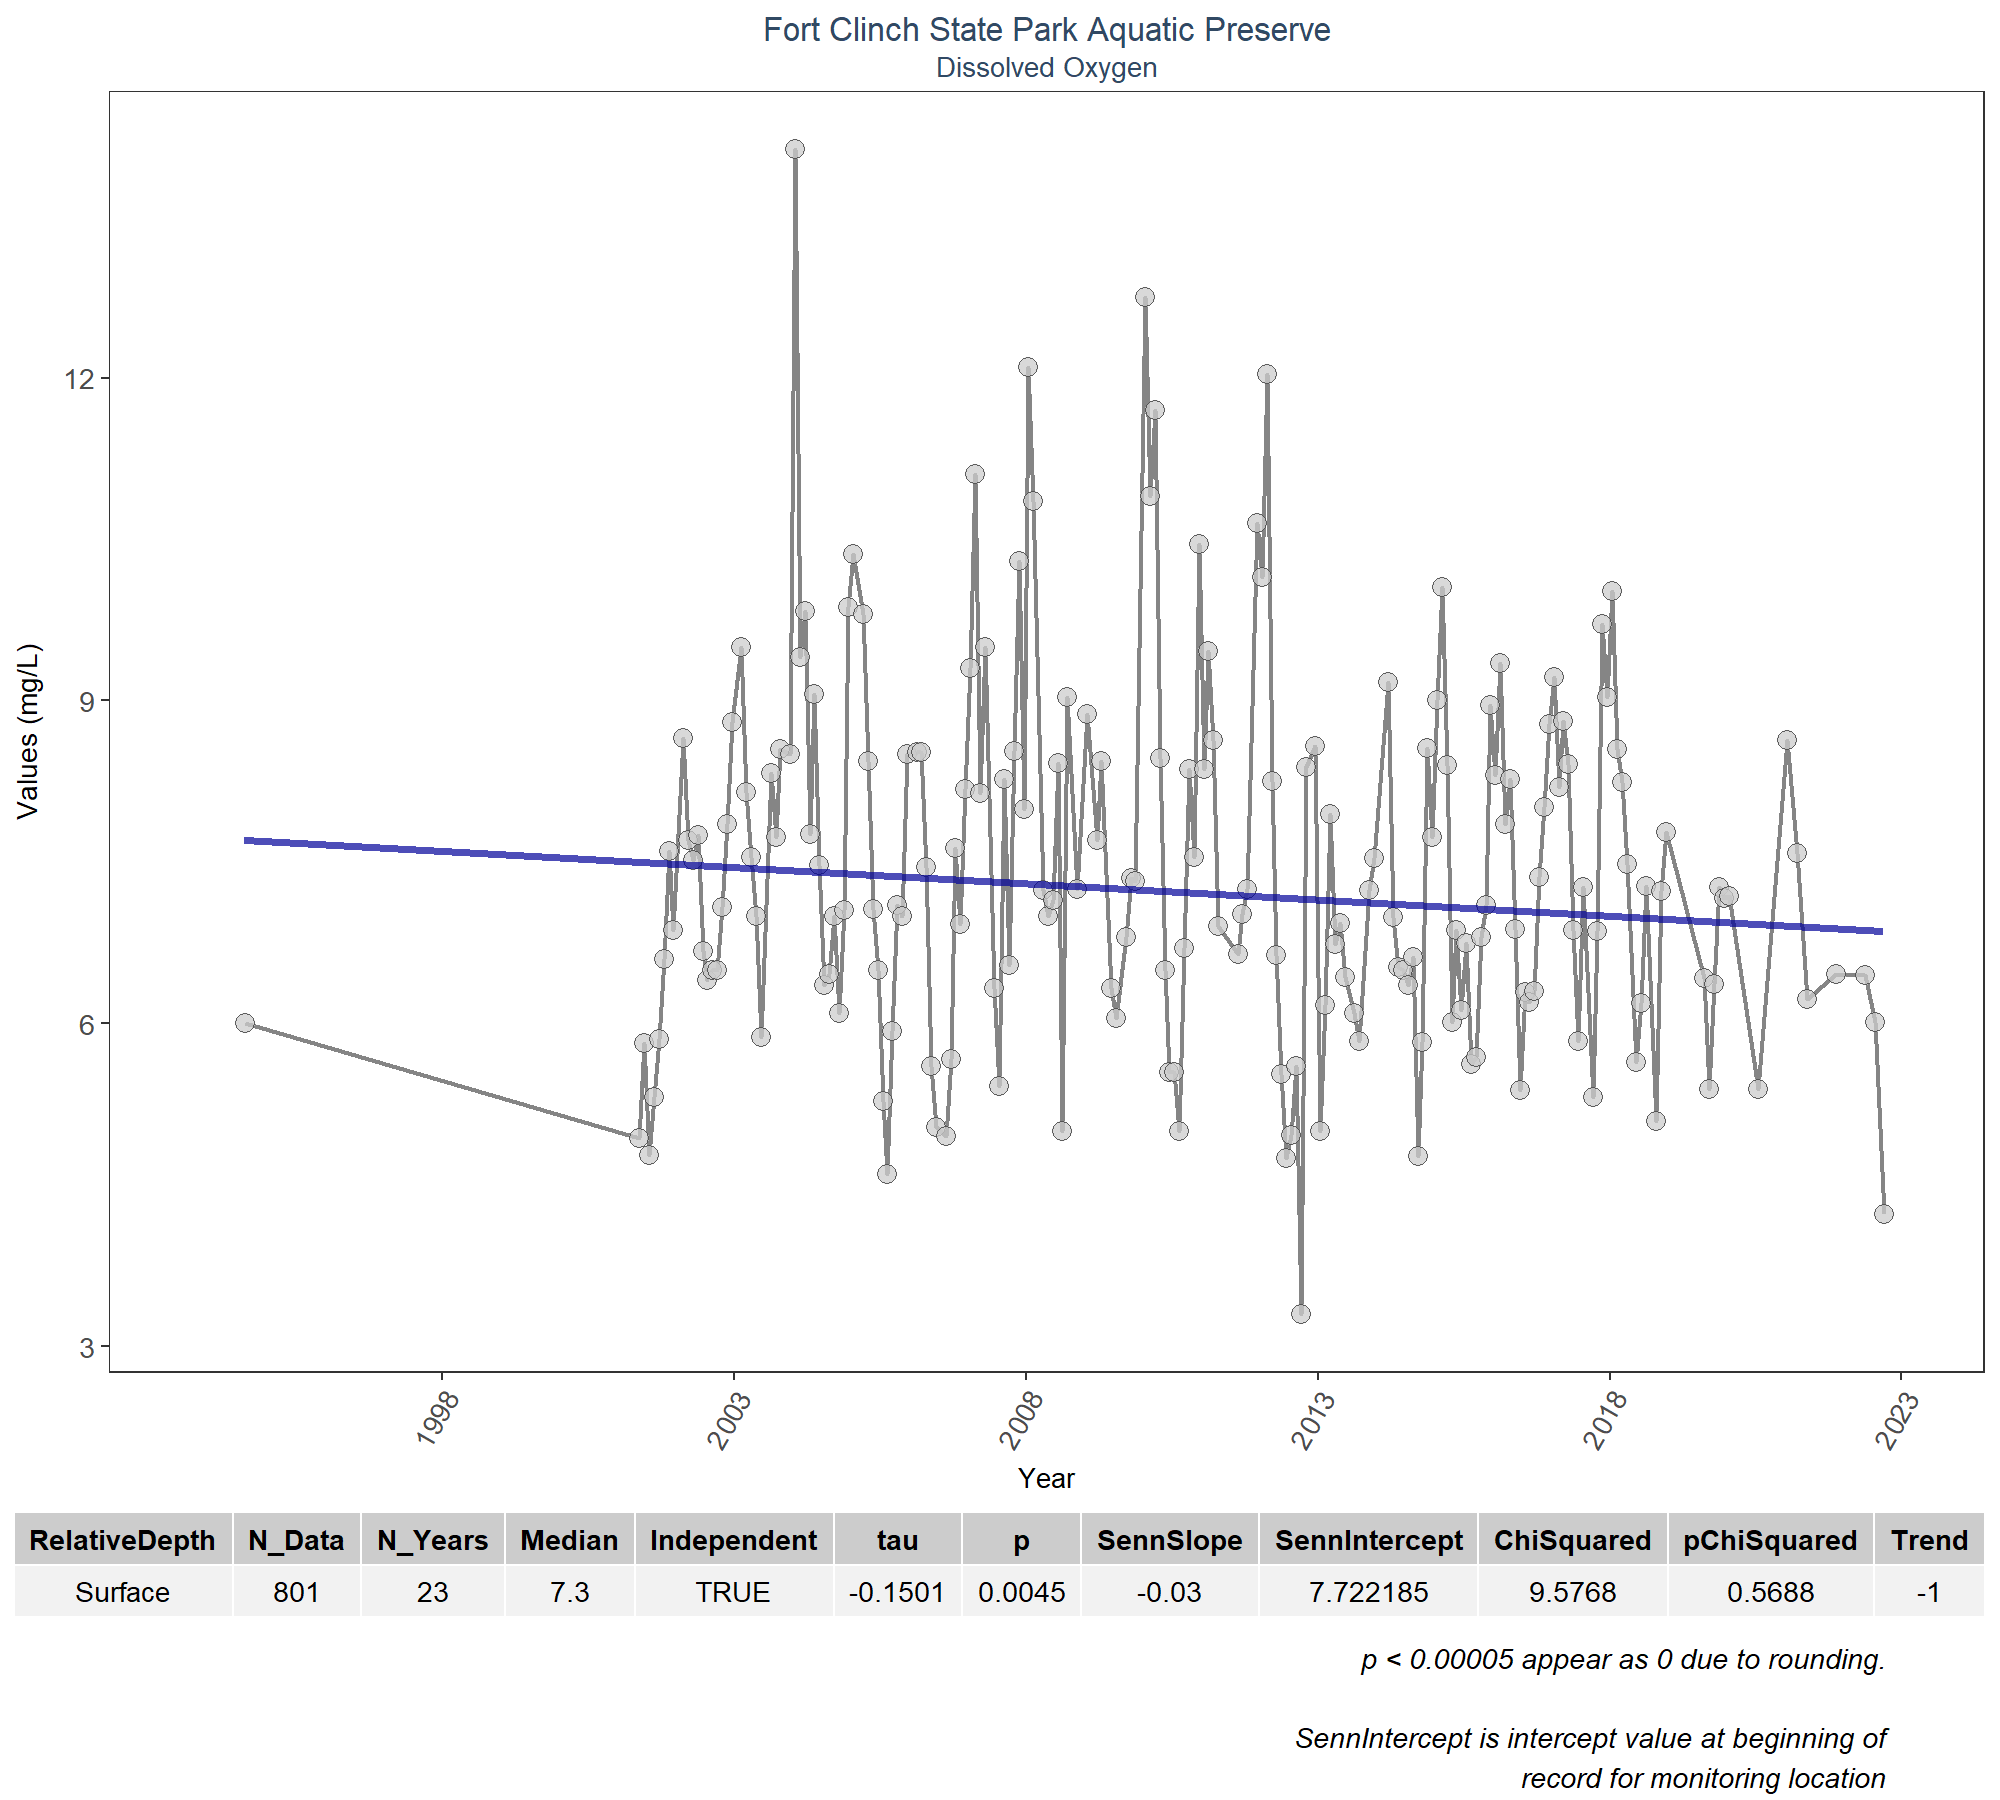 Fort Clinch State Park Aquatic Preserve
Dissolved Oxygen
Values (mg/L)
12
9
6
3
1998 2003 2008 2013 2018 2023
Year
RelativeDepth N_Data N_Years Median Independent tau p SennSlope SennIntercept ChiSquared pChiSquared Trend
Surface 801 23 7.3 TRUE -0.1501 0.0045 -0.03 7.722185 9.5768 0.5688 -1
p < 0.00005 appear as 0 due to rounding.
SennIntercept is intercept value at beginning of
record for monitoring location